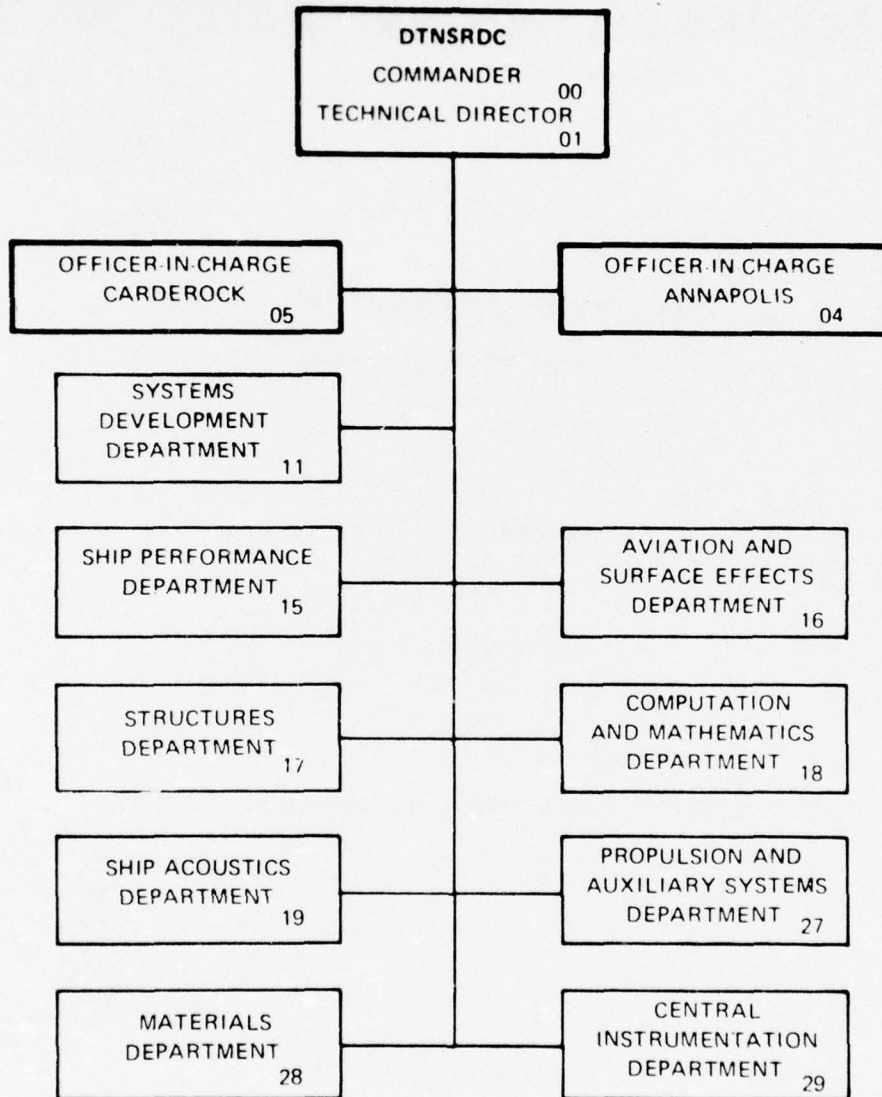 DTNSRDC
COMMANDER
00
TECHNICAL DIRECTOR
01
OFFICER-IN-CHARGE
CARDEROCK
05
OFFICER-IN-CHARGE
ANNAPOLIS
04
SYSTEMS
DEVELOPMENT
DEPARTMENT
11
SHIP PERFORMANCE
DEPARTMENT
15
AVIATION AND
SURFACE EFFECTS
DEPARTMENT
16
STRUCTURES
DEPARTMENT
17
COMPUTATION
AND MATHEMATICS
DEPARTMENT
18
SHIP ACOUSTICS
DEPARTMENT
19
PROPULSION AND
AUXILIARY SYSTEMS
DEPARTMENT
27
MATERIALS
DEPARTMENT
28
CENTRAL
INSTRUMENTATION
DEPARTMENT
29